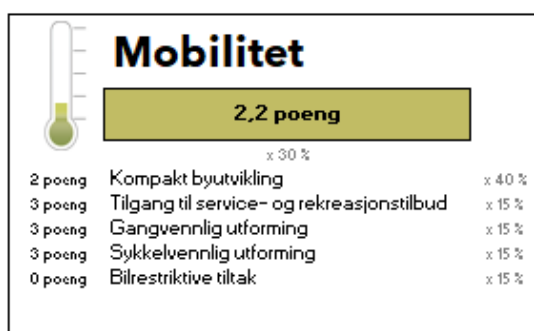 Mobilitet
2,2 poeng
x 30 %
2 poeng Kompakt byutvikling x 40 %
3 poeng Tilgang til service- og rekreasjonstilbud x 15 %
3 poeng Gangvennlig utforming x 15 %
3 poeng Sykkelvennlig utforming x 15 %
0 poeng Bilrestriktive tiltak x 15 %